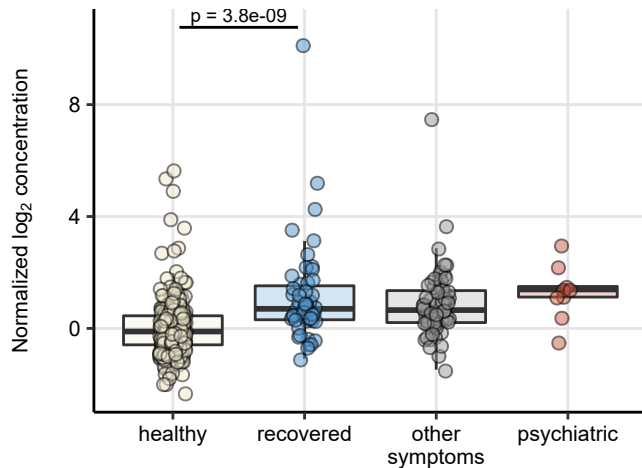 p = 3.8e-09
Normalized log₂ concentration
8
4
0
healthy
recovered
other
symptoms
psychiatric